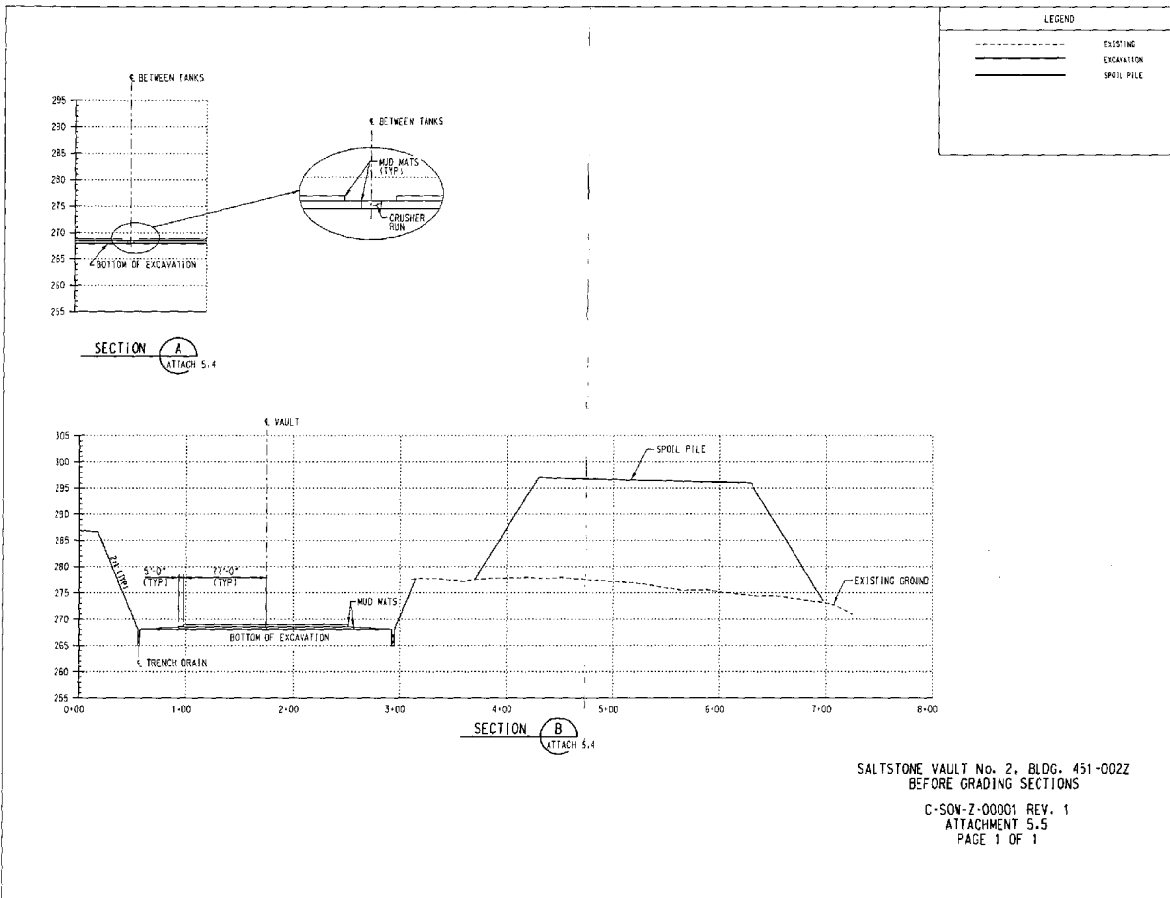 LEGEND
EXISTING
EXCAVATION
SPOIL PILE
℄ BETWEEN TANKS
295
290
285
280
275
270
265
260
255
BOTTOM OF EXCAVATION
℄ BETWEEN TANKS
MUD MATS
(TYP)
CRUSHER
RUN
SECTION A
ATTACH 5.4
℄ VAULT
305
300
295
290
285
280
275
270
265
260
255
2:1 (TYP)
5'-0"
(TYP)
77'-0"
(TYP)
SPOIL PILE
EXISTING GROUND
MUD MATS
BOTTOM OF EXCAVATION
℄ TRENCH DRAIN
0+00 1+00 2+00 3+00 4+00 5+00 6+00 7+00 8+00
SECTION B
ATTACH 5.4
SALTSTONE VAULT No. 2, BLDG. 451-002Z
BEFORE GRADING SECTIONS
C-SOW-Z-00001 REV. 1
ATTACHMENT 5.5
PAGE 1 OF 1